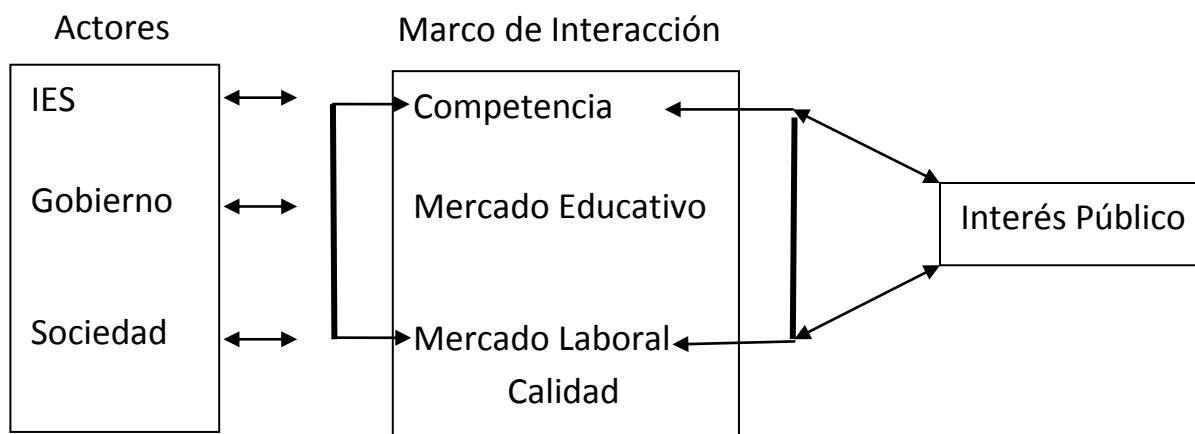 Actores
Marco de Interacción
IES
Competencia
Gobierno
Mercado Educativo
Interés Público
Sociedad
Mercado Laboral
Calidad